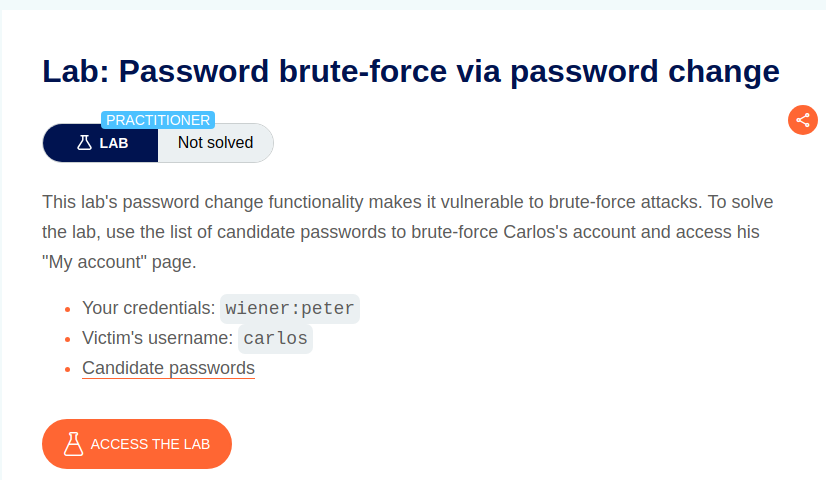 Lab: Password brute-force via password change
PRACTITIONER
LAB
Not solved
This lab's password change functionality makes it vulnerable to brute-force attacks. To solve
the lab, use the list of candidate passwords to brute-force Carlos's account and access his
"My account" page.
Your credentials: wiener:peter
Victim's username: carlos
Candidate passwords
ACCESS THE LAB